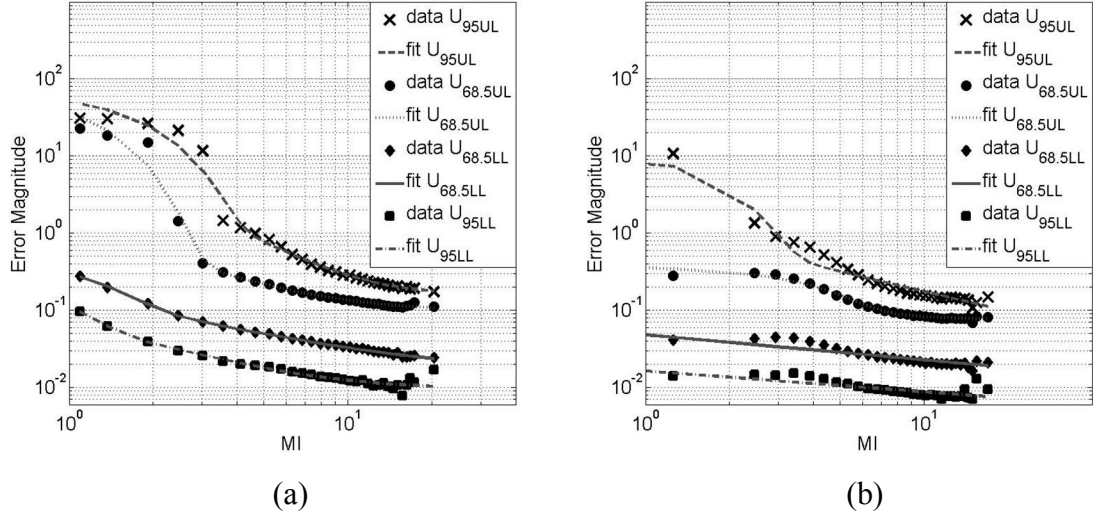 data U95UL
fit U95UL
data U68.5UL
fit U68.5UL
data U68.5LL
fit U68.5LL
data U95LL
fit U95LL
Error Magnitude
10^2
10^1
10^0
10^-1
10^-2
10^0
10^1
MI
(a)
data U95UL
fit U95UL
data U68.5UL
fit U68.5UL
data U68.5LL
fit U68.5LL
data U95LL
fit U95LL
Error Magnitude
10^2
10^1
10^0
10^-1
10^-2
10^0
10^1
MI
(b)